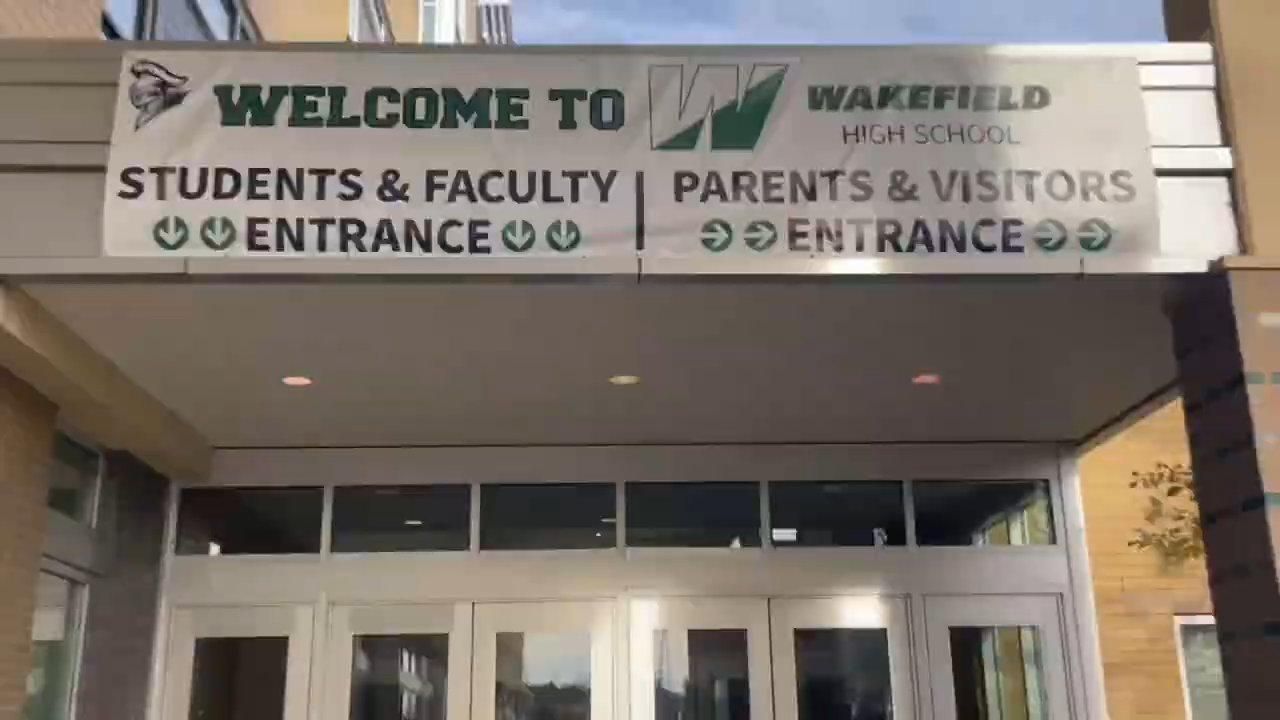 WELCOME TO W WAKEFIELD
HIGH SCHOOL
STUDENTS & FACULTY | PARENTS & VISITORS
ENTRANCE | ENTRANCE